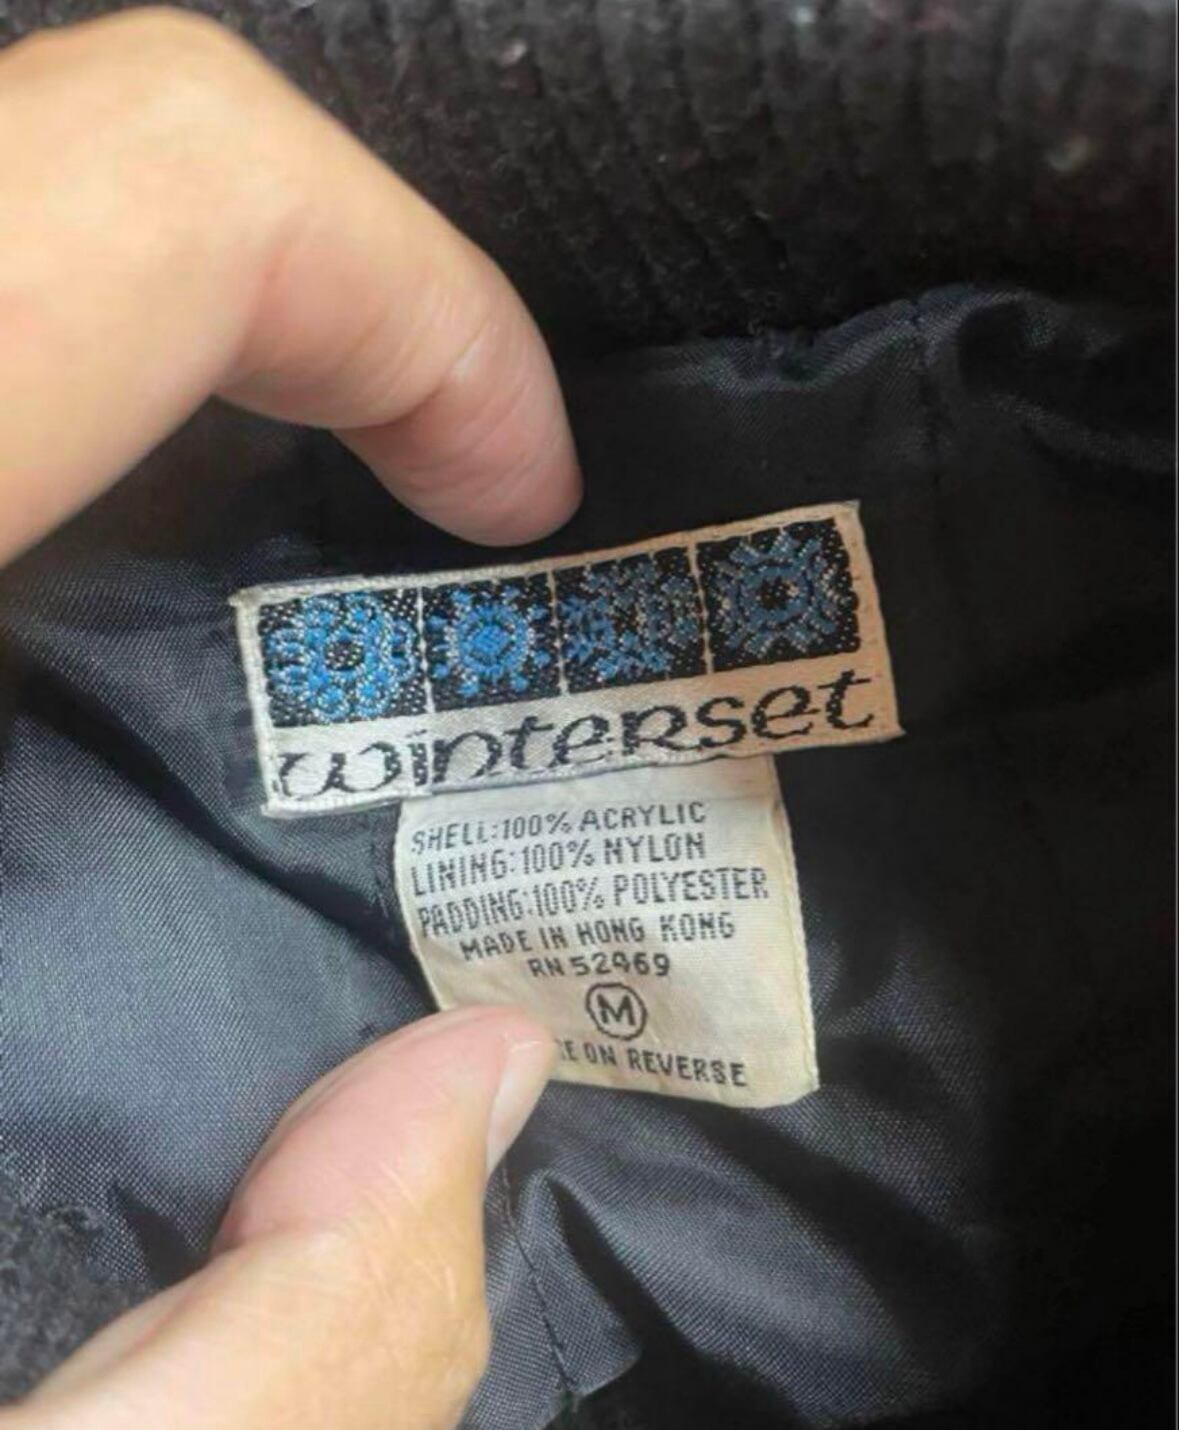 winterset
SHELL:100% ACRYLIC
LINING:100% NYLON
PADDING:100% POLYESTER
MADE IN HONG KONG
RN 52469
M
ON REVERSE